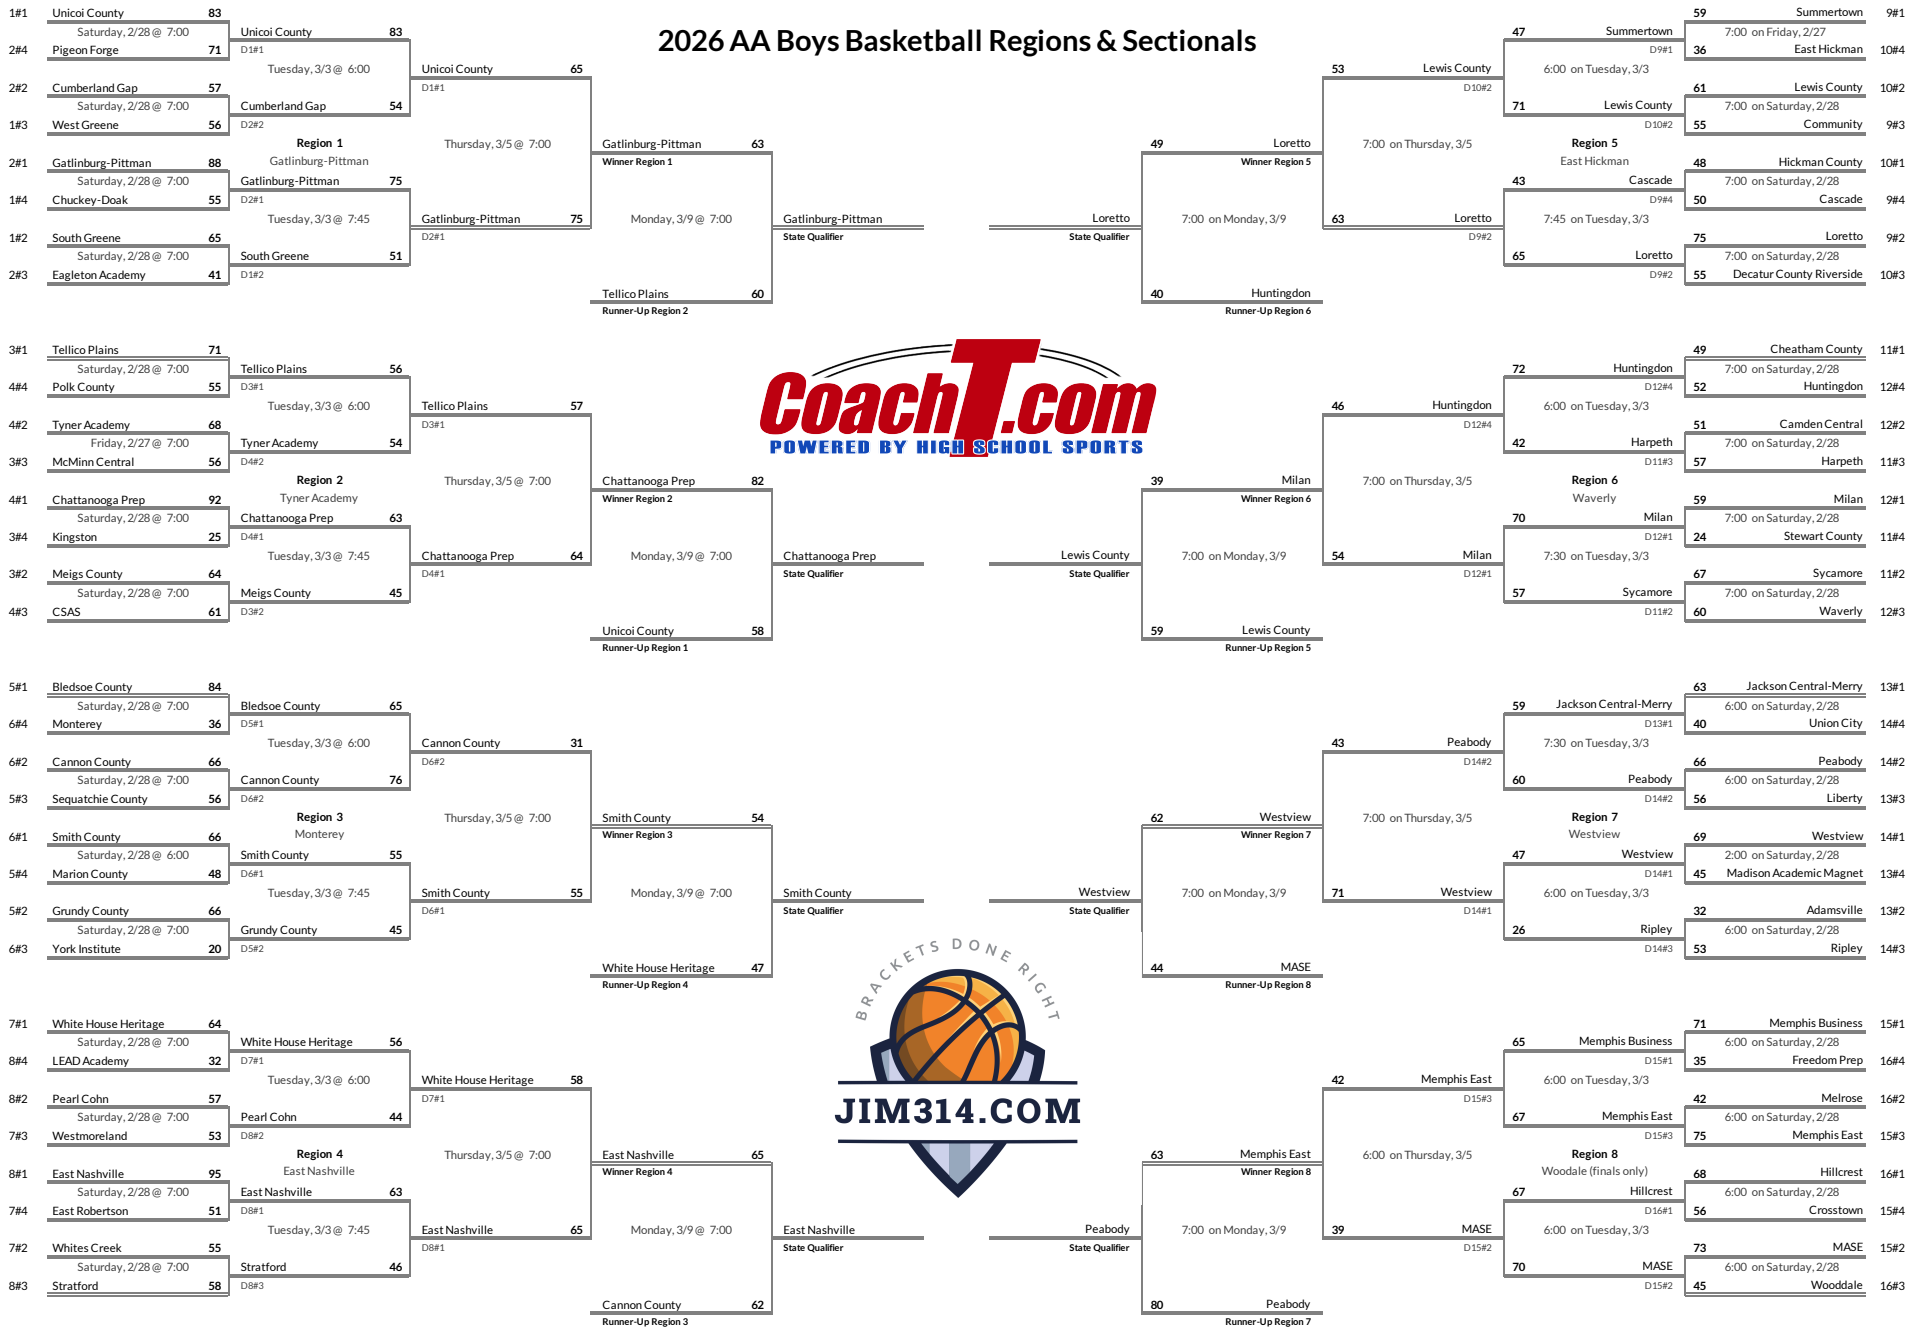 2026 AA Boys Basketball Regions & Sectionals
1#1 Unicoi County 83
Saturday, 2/28 @ 7:00
2#4 Pigeon Forge 71
Unicoi County 83
D1#1
Tuesday, 3/3 @ 6:00
2#2 Cumberland Gap 57
Saturday, 2/28 @ 7:00
1#3 West Greene 56
Cumberland Gap 54
D2#2
Unicoi County 65
D1#1
Region 1
Gatlinburg-Pittman
Thursday, 3/5 @ 7:00
2#1 Gatlinburg-Pittman 88
Saturday, 2/28 @ 7:00
1#4 Chuckey-Doak 55
Gatlinburg-Pittman 75
D2#1
Tuesday, 3/3 @ 7:45
1#2 South Greene 65
Saturday, 2/28 @ 7:00
2#3 Eagleton Academy 41
South Greene 51
D1#2
Gatlinburg-Pittman 75
D2#1
Gatlinburg-Pittman 63
Winner Region 1
Monday, 3/9 @ 7:00
Tellico Plains 60
Runner-Up Region 2
Gatlinburg-Pittman
State Qualifier
3#1 Tellico Plains 71
Saturday, 2/28 @ 7:00
4#4 Polk County 55
Tellico Plains 56
D3#1
Tuesday, 3/3 @ 6:00
4#2 Tyner Academy 68
Friday, 2/27 @ 7:00
3#3 McMinn Central 56
Tyner Academy 54
D4#2
Tellico Plains 57
D3#1
Region 2
Tyner Academy
Thursday, 3/5 @ 7:00
4#1 Chattanooga Prep 92
Saturday, 2/28 @ 7:00
3#4 Kingston 25
Chattanooga Prep 63
D4#1
Tuesday, 3/3 @ 7:45
3#2 Meigs County 64
Saturday, 2/28 @ 7:00
4#3 CSAS 61
Meigs County 45
D3#2
Chattanooga Prep 64
D4#1
Chattanooga Prep 82
Winner Region 2
Monday, 3/9 @ 7:00
Unicoi County 58
Runner-Up Region 1
Chattanooga Prep
State Qualifier
5#1 Bledsoe County 84
Saturday, 2/28 @ 7:00
6#4 Monterey 36
Bledsoe County 65
D5#1
Tuesday, 3/3 @ 6:00
6#2 Cannon County 66
Saturday, 2/28 @ 7:00
5#3 Sequatchie County 56
Cannon County 76
D6#2
Cannon County 31
D6#2
Region 3
Monterey
Thursday, 3/5 @ 7:00
6#1 Smith County 66
Saturday, 2/28 @ 6:00
5#4 Marion County 48
Smith County 55
D6#1
Tuesday, 3/3 @ 7:45
5#2 Grundy County 66
Saturday, 2/28 @ 7:00
6#3 York Institute 20
Grundy County 45
D5#2
Smith County 55
D6#1
Smith County 54
Winner Region 3
Monday, 3/9 @ 7:00
White House Heritage 47
Runner-Up Region 4
Smith County
State Qualifier
7#1 White House Heritage 64
Saturday, 2/28 @ 7:00
8#4 LEAD Academy 32
White House Heritage 56
D7#1
Tuesday, 3/3 @ 6:00
8#2 Pearl Cohn 57
Saturday, 2/28 @ 7:00
7#3 Westmoreland 53
Pearl Cohn 44
D8#2
White House Heritage 58
D7#1
Region 4
East Nashville
Thursday, 3/5 @ 7:00
8#1 East Nashville 95
Saturday, 2/28 @ 7:00
7#4 East Robertson 51
East Nashville 63
D8#1
Tuesday, 3/3 @ 7:45
7#2 Whites Creek 55
Saturday, 2/28 @ 7:00
8#3 Stratford 58
Stratford 46
D8#3
East Nashville 65
D8#1
East Nashville 65
Winner Region 4
Monday, 3/9 @ 7:00
Cannon County 62
Runner-Up Region 3
East Nashville
State Qualifier
CoachT.com
POWERED BY HIGH SCHOOL SPORTS
BRACKETS DONE RIGHT
JIM314.COM
59 Summertown 9#1
7:00 on Friday, 2/27
36 East Hickman 10#4
47 Summertown
D9#1
6:00 on Tuesday, 3/3
61 Lewis County 10#2
7:00 on Saturday, 2/28
55 Community 9#3
71 Lewis County
D10#2
53 Lewis County
D10#2
Region 5
East Hickman
7:00 on Thursday, 3/5
48 Hickman County 10#1
7:00 on Saturday, 2/28
50 Cascade 9#4
43 Cascade
D9#4
7:45 on Tuesday, 3/3
75 Loretto 9#2
7:00 on Saturday, 2/28
55 Decatur County Riverside 10#3
65 Loretto
D9#2
63 Loretto
D9#2
49 Loretto
Winner Region 5
7:00 on Monday, 3/9
40 Huntingdon
Runner-Up Region 6
Loretto
State Qualifier
49 Cheatham County 11#1
7:00 on Saturday, 2/28
52 Huntingdon 12#4
72 Huntingdon
D12#4
6:00 on Tuesday, 3/3
51 Camden Central 12#2
7:00 on Saturday, 2/28
57 Harpeth 11#3
42 Harpeth
D11#3
46 Huntingdon
D12#4
Region 6
Waverly
7:00 on Thursday, 3/5
59 Milan 12#1
7:00 on Saturday, 2/28
24 Stewart County 11#4
70 Milan
D12#1
7:30 on Tuesday, 3/3
67 Sycamore 11#2
7:00 on Saturday, 2/28
60 Waverly 12#3
57 Sycamore
D11#2
54 Milan
D12#1
39 Milan
Winner Region 6
7:00 on Monday, 3/9
59 Lewis County
Runner-Up Region 5
Lewis County
State Qualifier
63 Jackson Central-Merry 13#1
6:00 on Saturday, 2/28
40 Union City 14#4
59 Jackson Central-Merry
D13#1
7:30 on Tuesday, 3/3
66 Peabody 14#2
6:00 on Saturday, 2/28
56 Liberty 13#3
60 Peabody
D14#2
43 Peabody
D14#2
Region 7
Westview
7:00 on Thursday, 3/5
69 Westview 14#1
2:00 on Saturday, 2/28
45 Madison Academic Magnet 13#4
47 Westview
D14#1
6:00 on Tuesday, 3/3
32 Adamsville 13#2
6:00 on Saturday, 2/28
53 Ripley 14#3
26 Ripley
D14#3
71 Westview
D14#1
62 Westview
Winner Region 7
7:00 on Monday, 3/9
44 MASE
Runner-Up Region 8
Westview
State Qualifier
71 Memphis Business 15#1
6:00 on Saturday, 2/28
35 Freedom Prep 16#4
65 Memphis Business
D15#1
6:00 on Tuesday, 3/3
42 Melrose 16#2
6:00 on Saturday, 2/28
75 Memphis East 15#3
67 Memphis East
D15#3
42 Memphis East
D15#3
Region 8
Woodale (finals only)
6:00 on Thursday, 3/5
68 Hillcrest 16#1
6:00 on Saturday, 2/28
56 Crosstown 15#4
67 Hillcrest
D16#1
6:00 on Tuesday, 3/3
73 MASE 15#2
6:00 on Saturday, 2/28
45 Wooddale 16#3
70 MASE
D15#2
39 MASE
D15#2
63 Memphis East
Winner Region 8
7:00 on Monday, 3/9
80 Peabody
Runner-Up Region 7
Peabody
State Qualifier